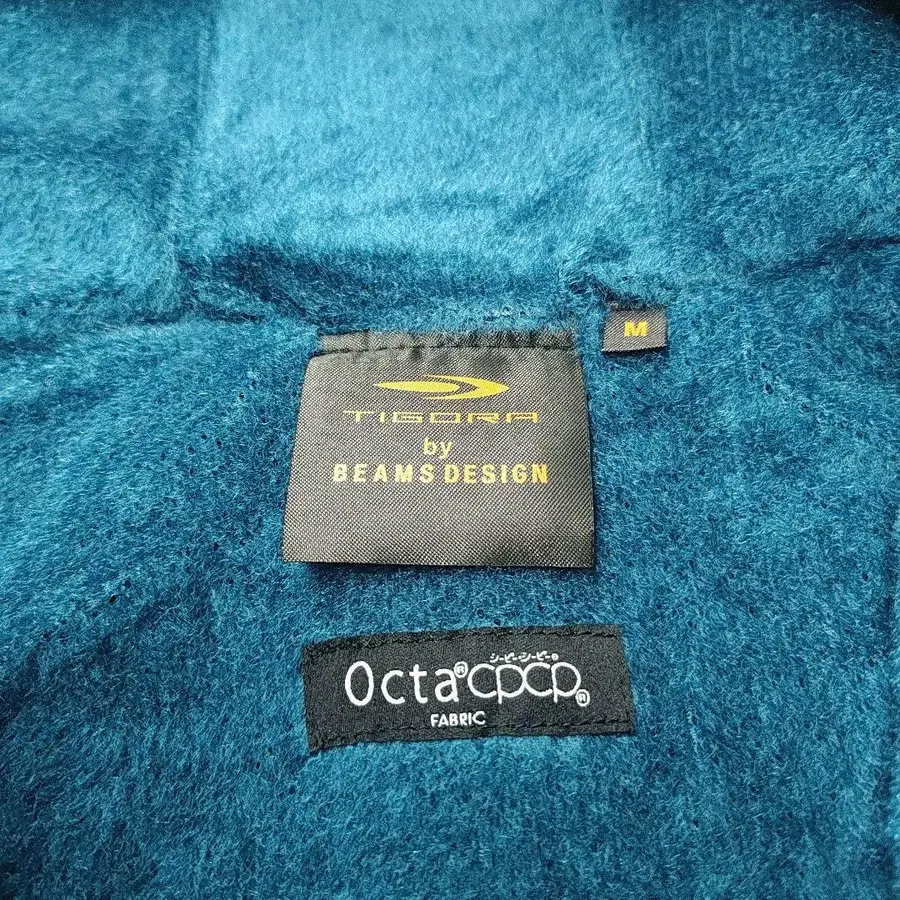 M
TIGORA
by
BEAMS DESIGN
シーピーシーピー®
Octa® CPCP®
FABRIC